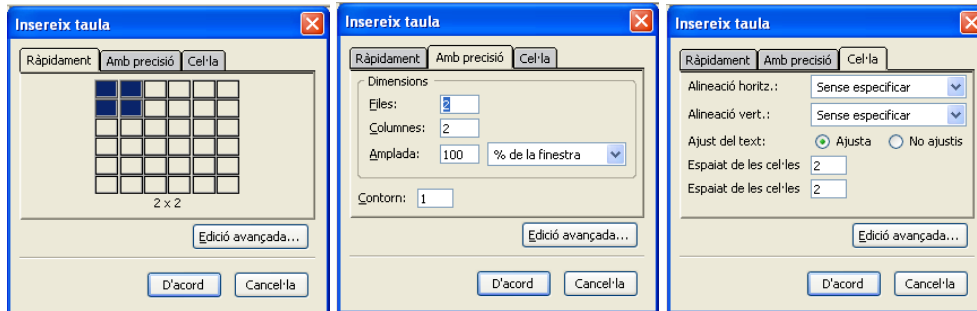 Insereix taula
Ràpidament Amb precisió Cel·la
2 x 2
Edició avançada...
D'acord Cancel·la
Insereix taula
Ràpidament Amb precisió Cel·la
Dimensions
Files: 2
Columnes: 2
Amplada: 100 % de la finestra
Contorn: 1
Edició avançada...
D'acord Cancel·la
Insereix taula
Ràpidament Amb precisió Cel·la
Alineació horitz.: Sense especificar
Alineació vert.: Sense especificar
Ajust del text: Ajusta No ajustis
Espaiat de les cel·les 2
Espaiat de les cel·les 2
Edició avançada...
D'acord Cancel·la